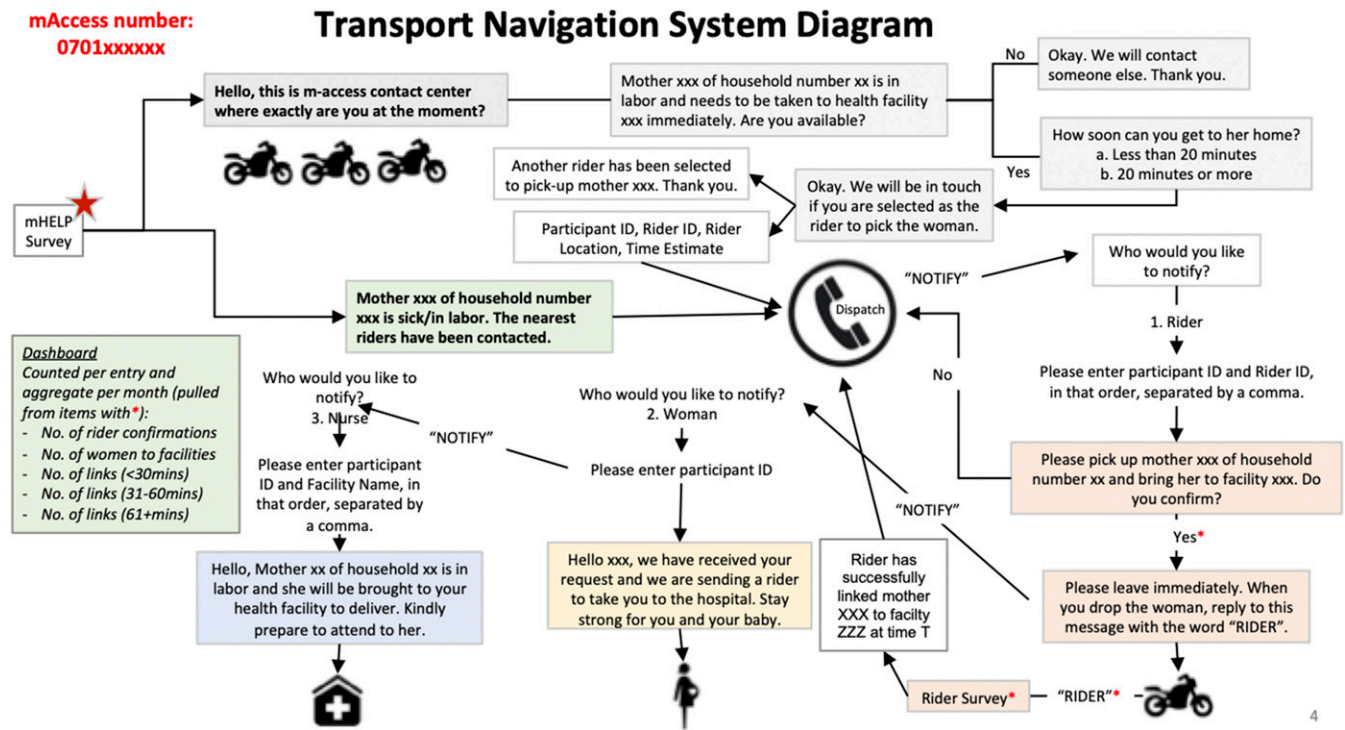 mAccess number:
0701xxxxxx
Transport Navigation System Diagram
Hello, this is m-access contact center
where exactly are you at the moment?
Mother xxx of household number xx is in
labor and needs to be taken to health facility
xxx immediately. Are you available?
No
Okay. We will contact
someone else. Thank you.
Yes
How soon can you get to her home?
a. Less than 20 minutes
b. 20 minutes or more
Another rider has been selected
to pick-up mother xxx. Thank you.
Okay. We will be in touch
if you are selected as the
rider to pick the woman.
mHELP
Survey
Participant ID, Rider ID, Rider
Location, Time Estimate
Mother xxx of household number
xxx is sick/in labor. The nearest
riders have been contacted.
Dispatch
“NOTIFY”
Who would you like
to notify?
1. Rider
Please enter participant ID and Rider ID,
in that order, separated by a comma.
No
Please pick up mother xxx of household
number xx and bring her to facility xxx. Do
you confirm?
Yes*
Please leave immediately. When
you drop the woman, reply to this
message with the word “RIDER”.
“RIDER”*
Rider Survey*
Rider has
successfully
linked mother
XXX to facilty
ZZZ at time T
“NOTIFY”
Who would you like to notify?
2. Woman
Please enter participant ID
Hello xxx, we have received your
request and we are sending a rider
to take you to the hospital. Stay
strong for you and your baby.
“NOTIFY”
Who would you like to
notify?
3. Nurse
Please enter participant
ID and Facility Name, in
that order, separated by
a comma.
Hello, Mother xx of household xx is in
labor and she will be brought to your
health facility to deliver. Kindly
prepare to attend to her.
Dashboard
Counted per entry and
aggregate per month (pulled
from items with*):
- No. of rider confirmations
- No. of women to facilities
- No. of links (<30mins)
- No. of links (31-60mins)
- No. of links (61+mins)
4